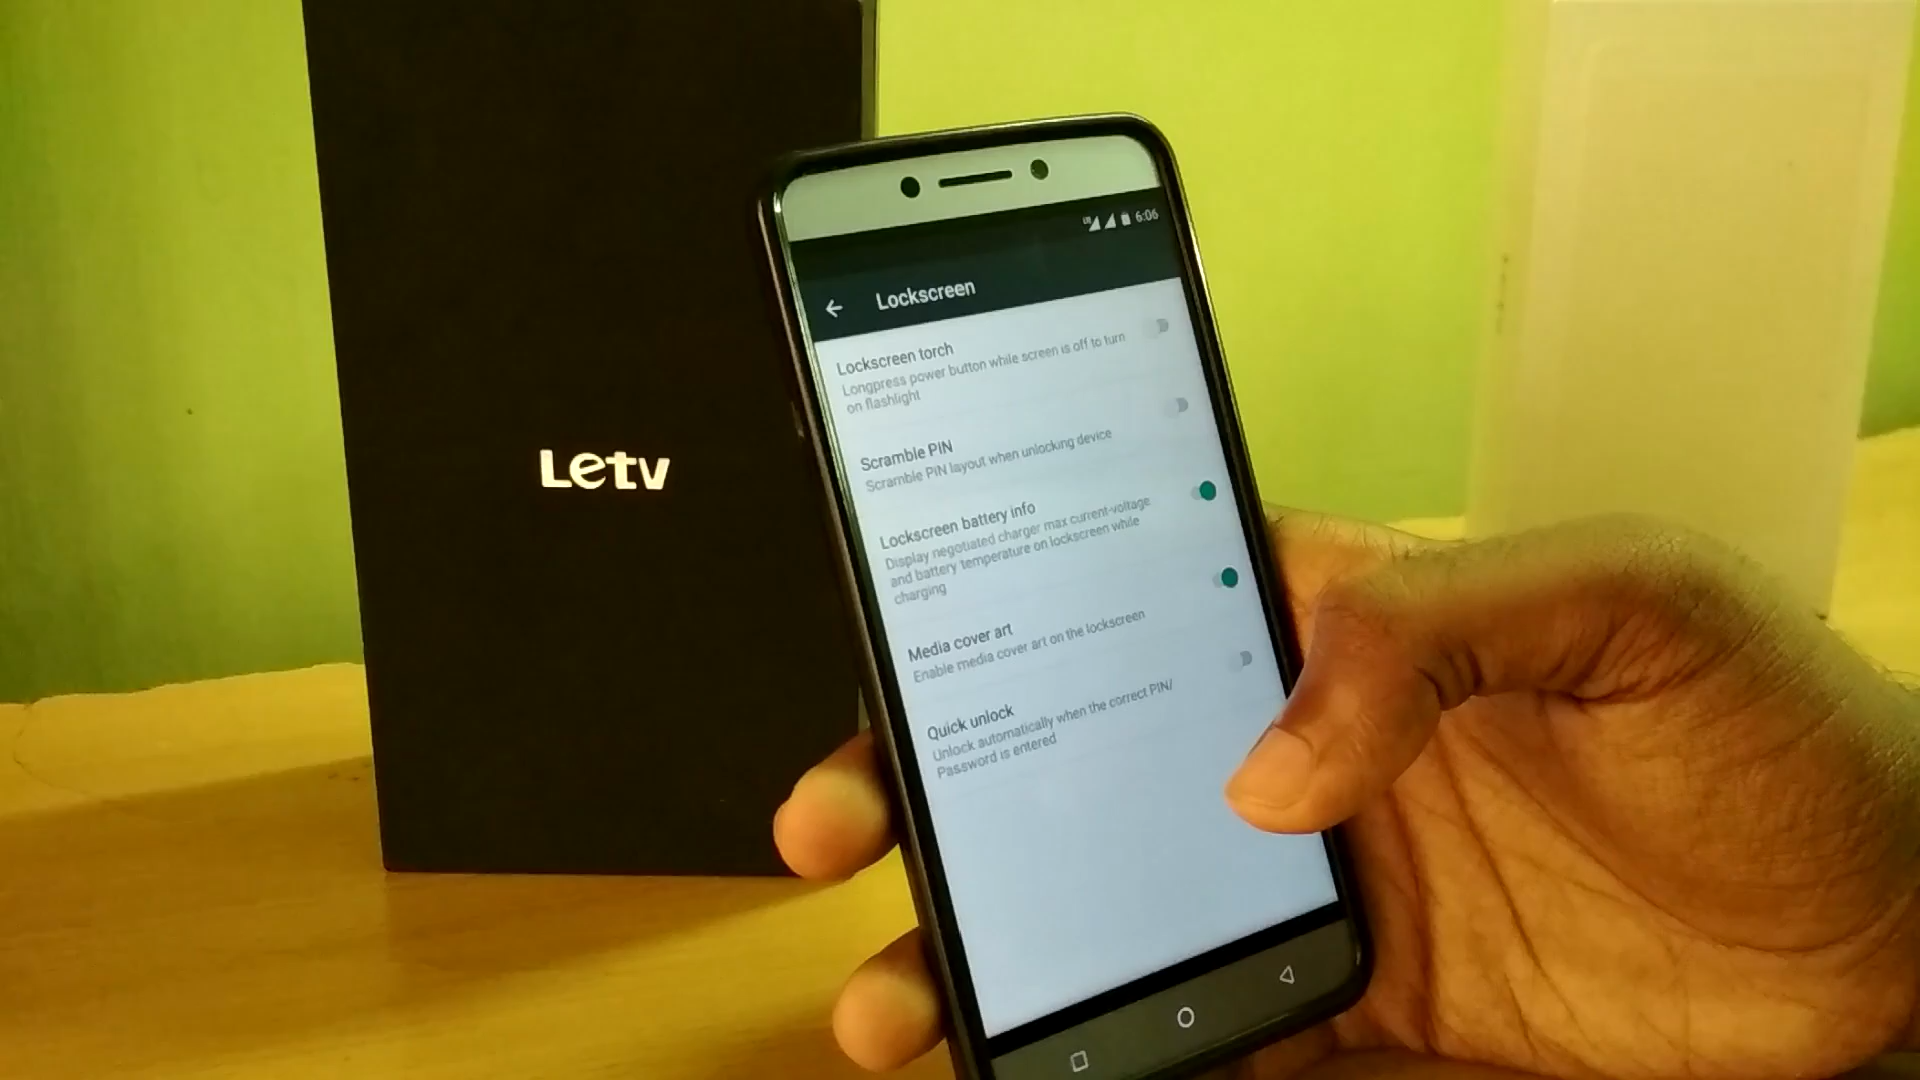 Letv
LTE 6:06
Lockscreen
Lockscreen torch
Longpress power button while screen is off to turn
on flashlight
Scramble PIN
Scramble PIN layout when unlocking device
Lockscreen battery info
Display negotiated charger max current-voltage
and battery temperature on lockscreen while
charging
Media cover art
Enable media cover art on the lockscreen
Quick unlock
Unlock automatically when the correct PIN/
Password is entered